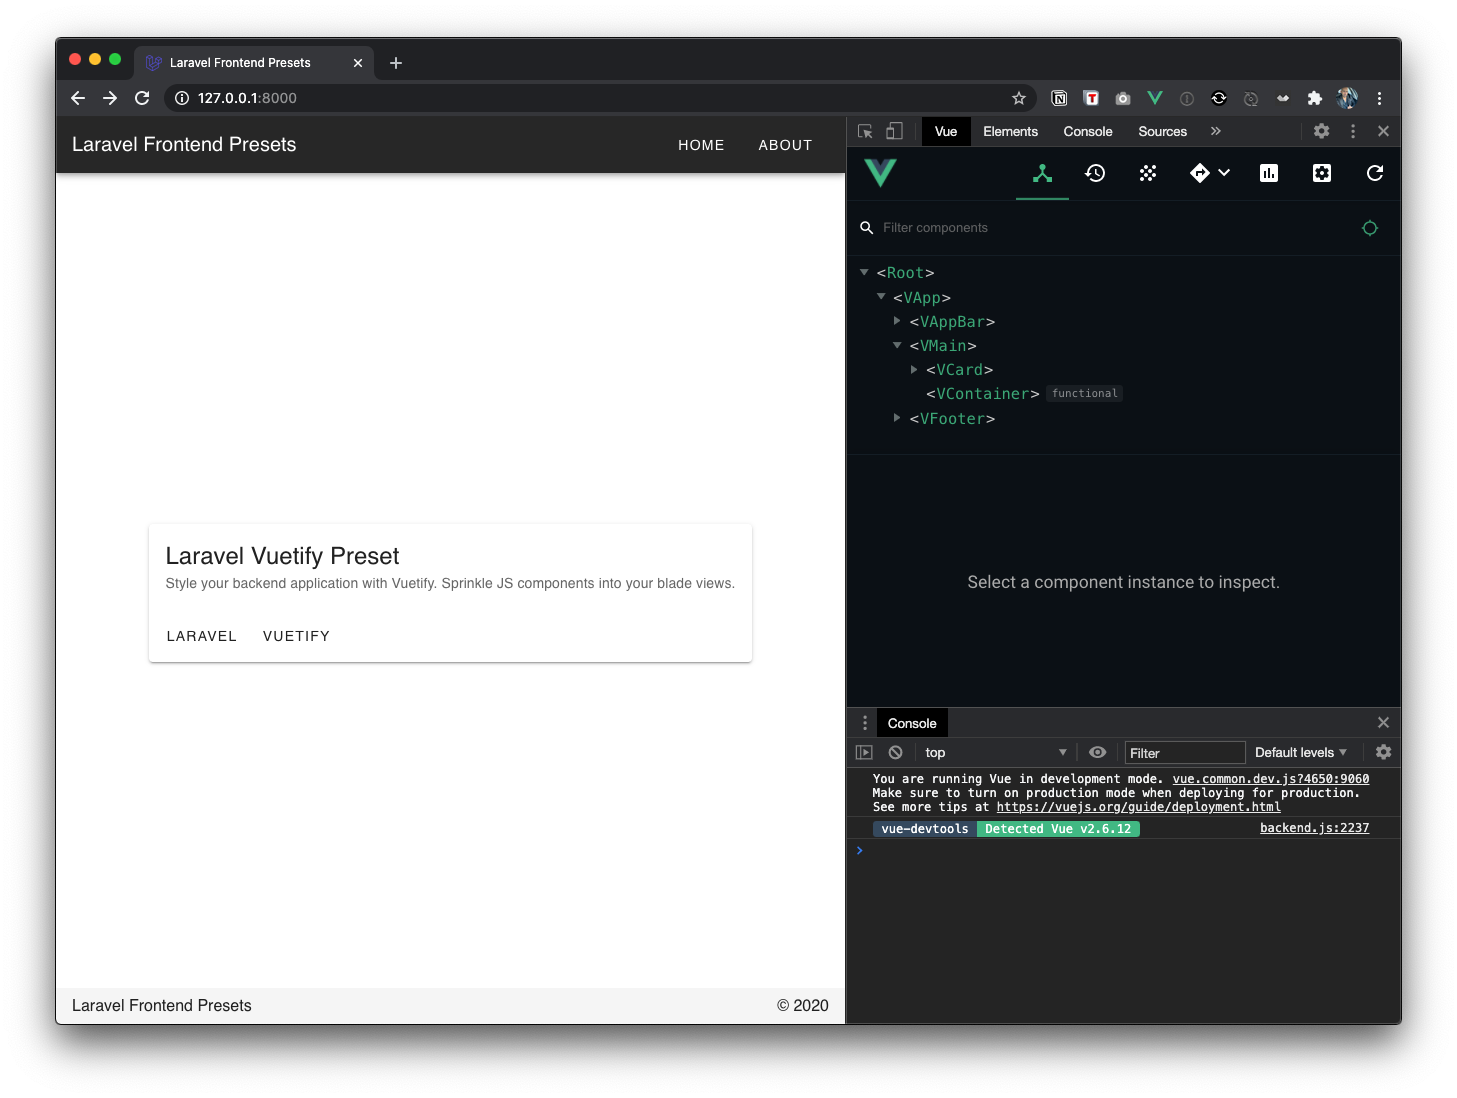 Laravel Frontend Presets
127.0.0.1:8000
Laravel Frontend Presets
HOME
ABOUT
Laravel Vuetify Preset
Style your backend application with Vuetify. Sprinkle JS components into your blade views.
LARAVEL
VUETIFY
Laravel Frontend Presets
© 2020
Vue
Elements
Console
Sources
»
Filter components
<Root>
<VApp>
<VAppBar>
<VMain>
<VCard>
<VContainer> functional
<VFooter>
Select a component instance to inspect.
Console
top
Filter
Default levels
You are running Vue in development mode. vue.common.dev.js?4650:9060
Make sure to turn on production mode when deploying for production.
See more tips at https://vuejs.org/guide/deployment.html
vue-devtools Detected Vue v2.6.12 backend.js:2237